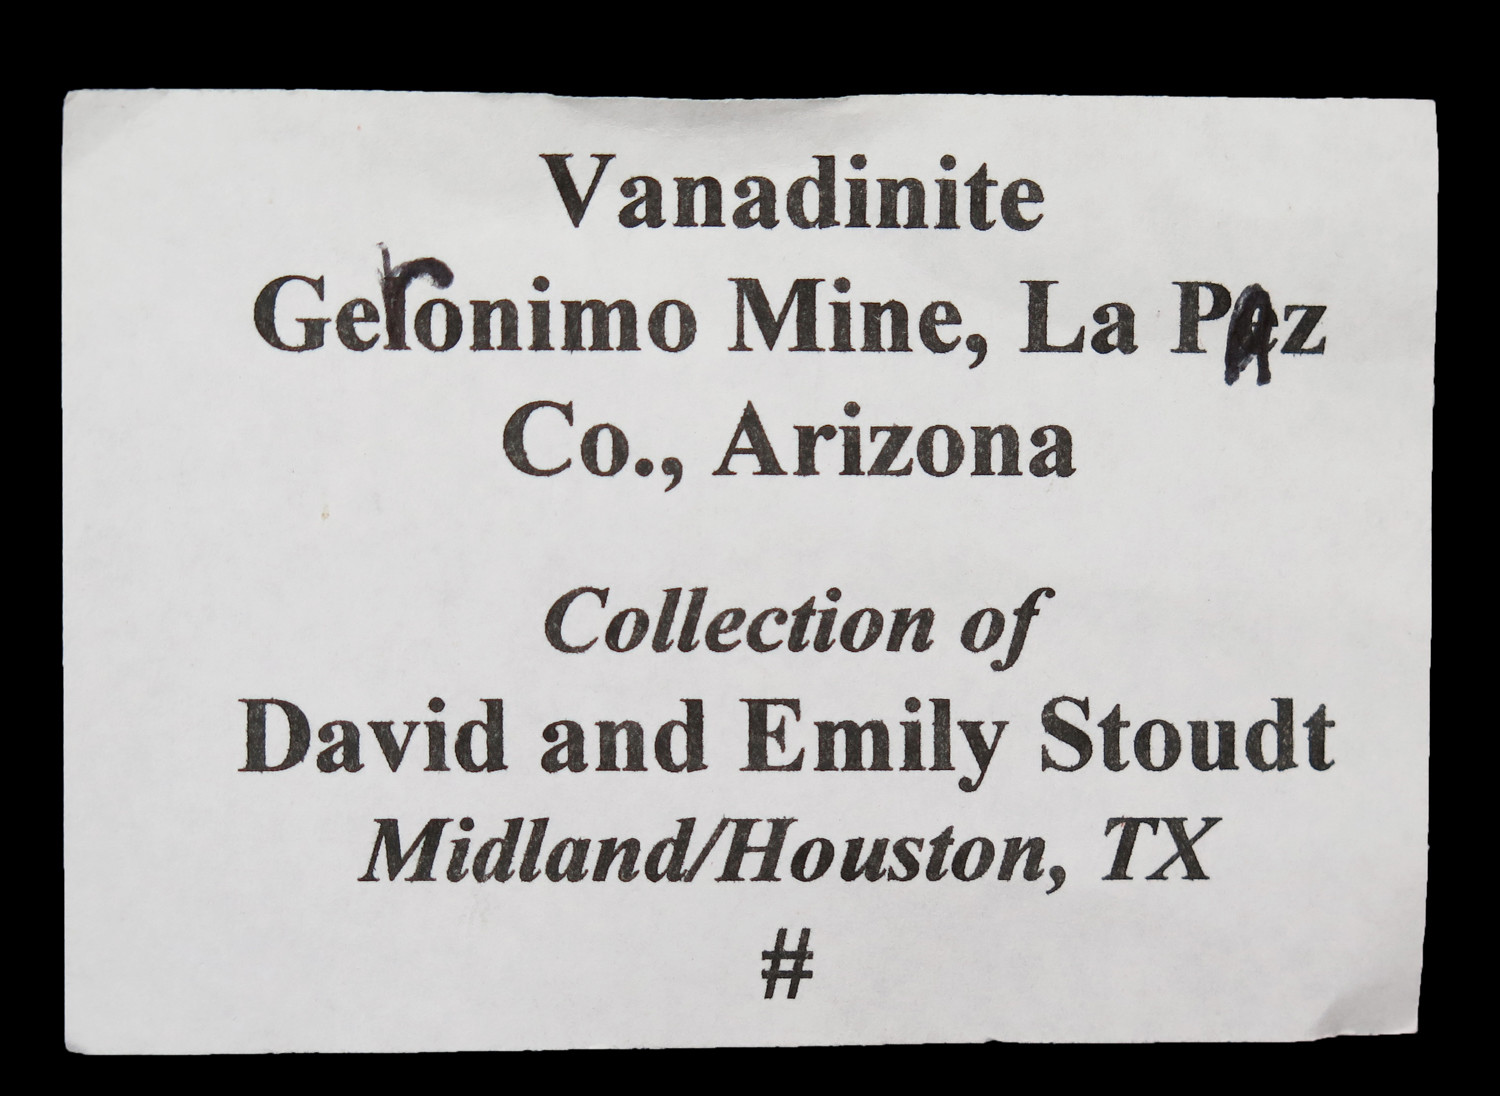 Vanadinite
Geronimo Mine, La Paz
Co., Arizona
Collection of
David and Emily Stoudt
Midland/Houston, TX
#